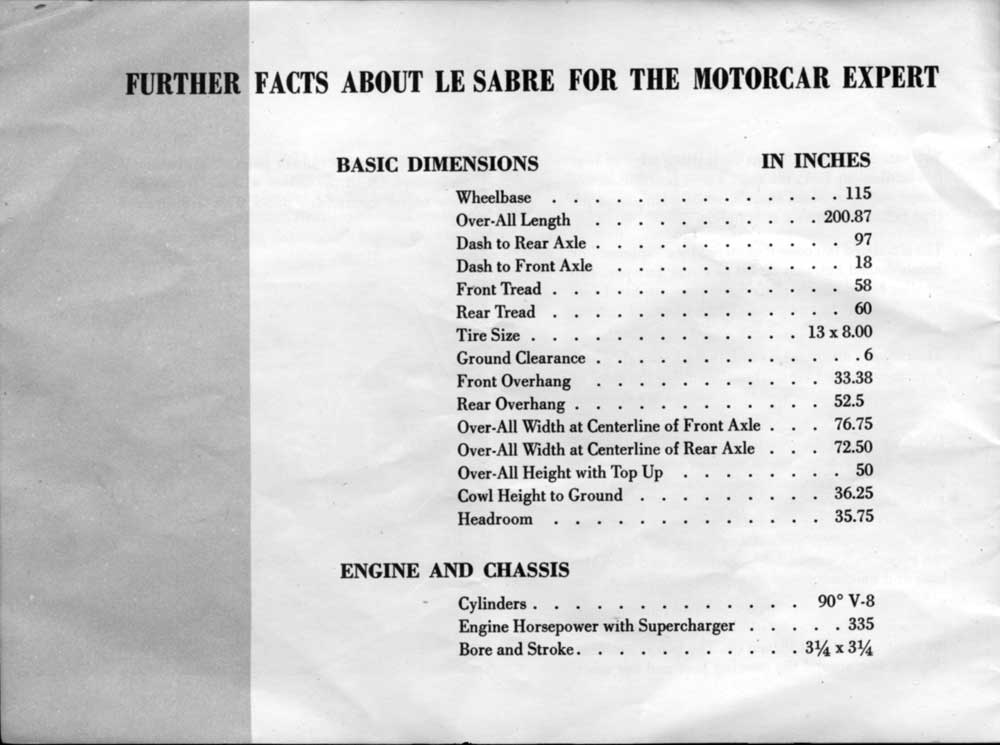 FURTHER FACTS ABOUT LE SABRE FOR THE MOTORCAR EXPERT
BASIC DIMENSIONS IN INCHES
Wheelbase . . . . . . . . . . . . . . 115
Over-All Length . . . . . . . . . . . 200.87
Dash to Rear Axle . . . . . . . . . . . . 97
Dash to Front Axle . . . . . . . . . . . 18
Front Tread . . . . . . . . . . . . . . 58
Rear Tread . . . . . . . . . . . . . . 60
Tire Size . . . . . . . . . . . . . 13 x 8.00
Ground Clearance . . . . . . . . . . . . . 6
Front Overhang . . . . . . . . . . . 33.38
Rear Overhang . . . . . . . . . . . . 52.5
Over-All Width at Centerline of Front Axle . . . 76.75
Over-All Width at Centerline of Rear Axle . . . 72.50
Over-All Height with Top Up . . . . . . . . 50
Cowl Height to Ground . . . . . . . . . 36.25
Headroom . . . . . . . . . . . . . 35.75
ENGINE AND CHASSIS
Cylinders . . . . . . . . . . . . . 90° V-8
Engine Horsepower with Supercharger . . . . . 335
Bore and Stroke . . . . . . . . . . . 3¼ x 3¼